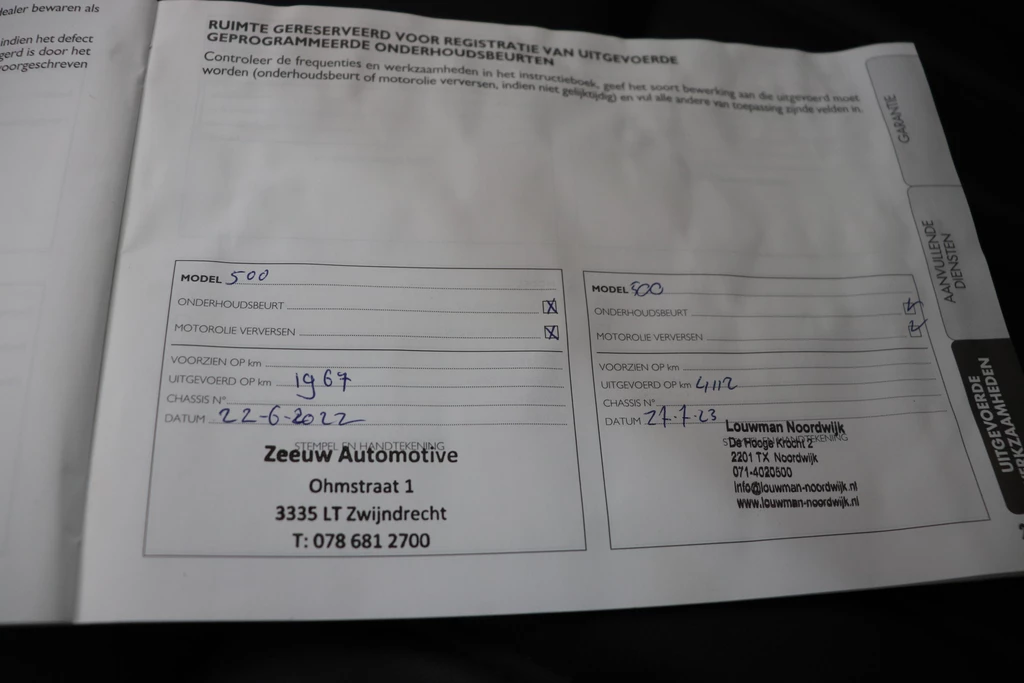 dealer bewaren als
indien het defect
gerd is door het
voorgeschreven
RUIMTE GERESERVEERD VOOR REGISTRATIE VAN UITGEVOERDE
GEPROGRAMMEERDE ONDERHOUDSBEURTEN
Controleer de frequenties en werkzaamheden in het instructieboek, geef het soort bewerking aan die uitgevoerd moet
worden (onderhoudsbeurt of motorolie verversen, indien niet gelijktijdig) en vul alle andere van toepassing zijnde velden in.
GARANTIE
AANVULLENDE
DIENSTEN
UITGEVOERDE
ERKZAAMHEDEN
MODEL 500
ONDERHOUDSBEURT X
MOTOROLIE VERVERSEN X
VOORZIEN OP km
UITGEVOERD OP km 1967
CHASSIS N°
DATUM 22-6-2022
STEMPEL EN HANDTEKENING
Zeeuw Automotive
Ohmstraat 1
3335 LT Zwijndrecht
T: 078 681 2700
MODEL 500
ONDERHOUDSBEURT
MOTOROLIE VERVERSEN
VOORZIEN OP km
UITGEVOERD OP km 4112
CHASSIS N°
DATUM 27.7.23
Louwman Noordwijk
STEMPEL EN HANDTEKENING
De Hooge Krocht 2
2201 TX Noordwijk
071-4020500
info@louwman-noordwijk.nl
www.louwman-noordwijk.nl